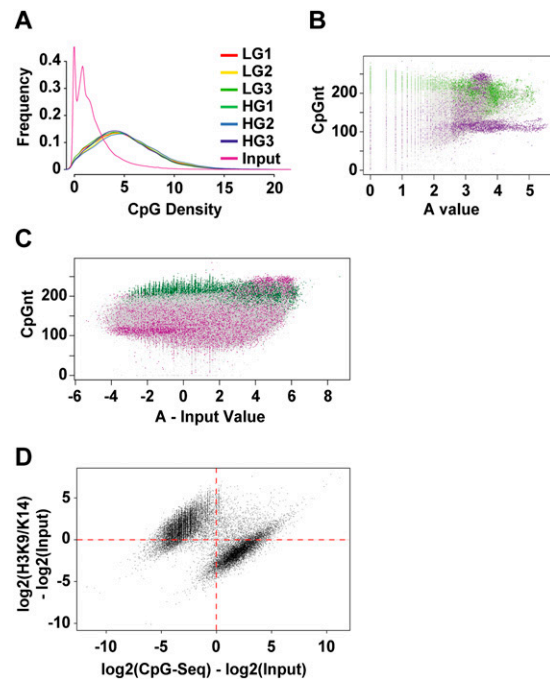 A
0.4
0.3
0.2
0.1
0
Frequency
0
5
10
15
20
CpG Density
LG1
LG2
LG3
HG1
HG2
HG3
Input
B
200
100
0
CpGnt
0
1
2
3
4
5
A value
C
200
100
0
CpGnt
-6
-4
-2
0
2
4
6
8
A - Input Value
D
5
0
-5
-10
log2(H3K9/K14)
- log2(Input)
-10
-5
0
5
10
log2(CpG-Seq) - log2(Input)